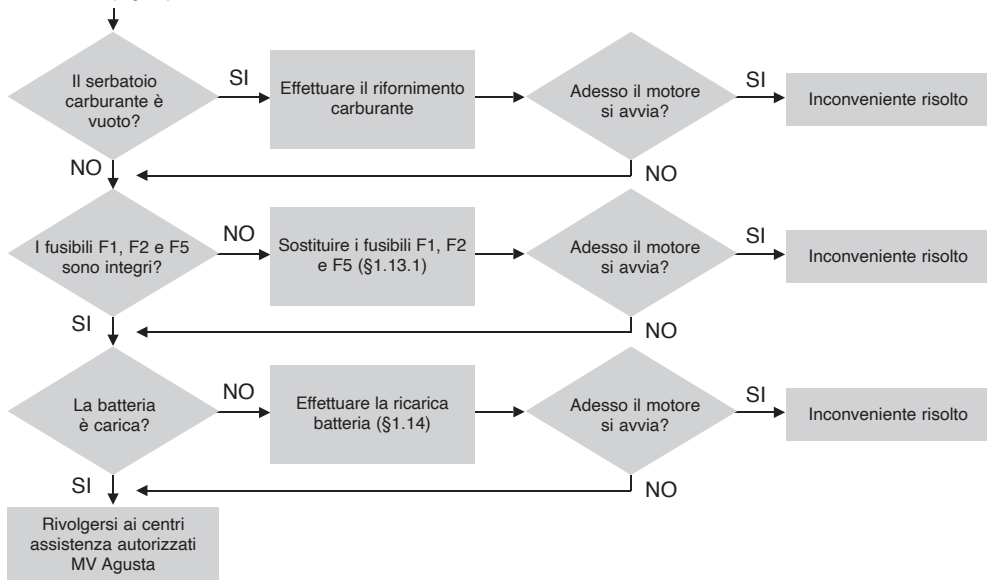 Il serbatoio
carburante è
vuoto?
SI
Effettuare il rifornimento
carburante
Adesso il motore
si avvia?
SI
Inconveniente risolto
NO
NO
I fusibili F1, F2 e F5
sono integri?
NO
Sostituire i fusibili F1, F2
e F5 (§1.13.1)
Adesso il motore
si avvia?
SI
Inconveniente risolto
SI
NO
La batteria
è carica?
NO
Effettuare la ricarica
batteria (§1.14)
Adesso il motore
si avvia?
SI
Inconveniente risolto
SI
NO
Rivolgersi ai centri
assistenza autorizzati
MV Agusta